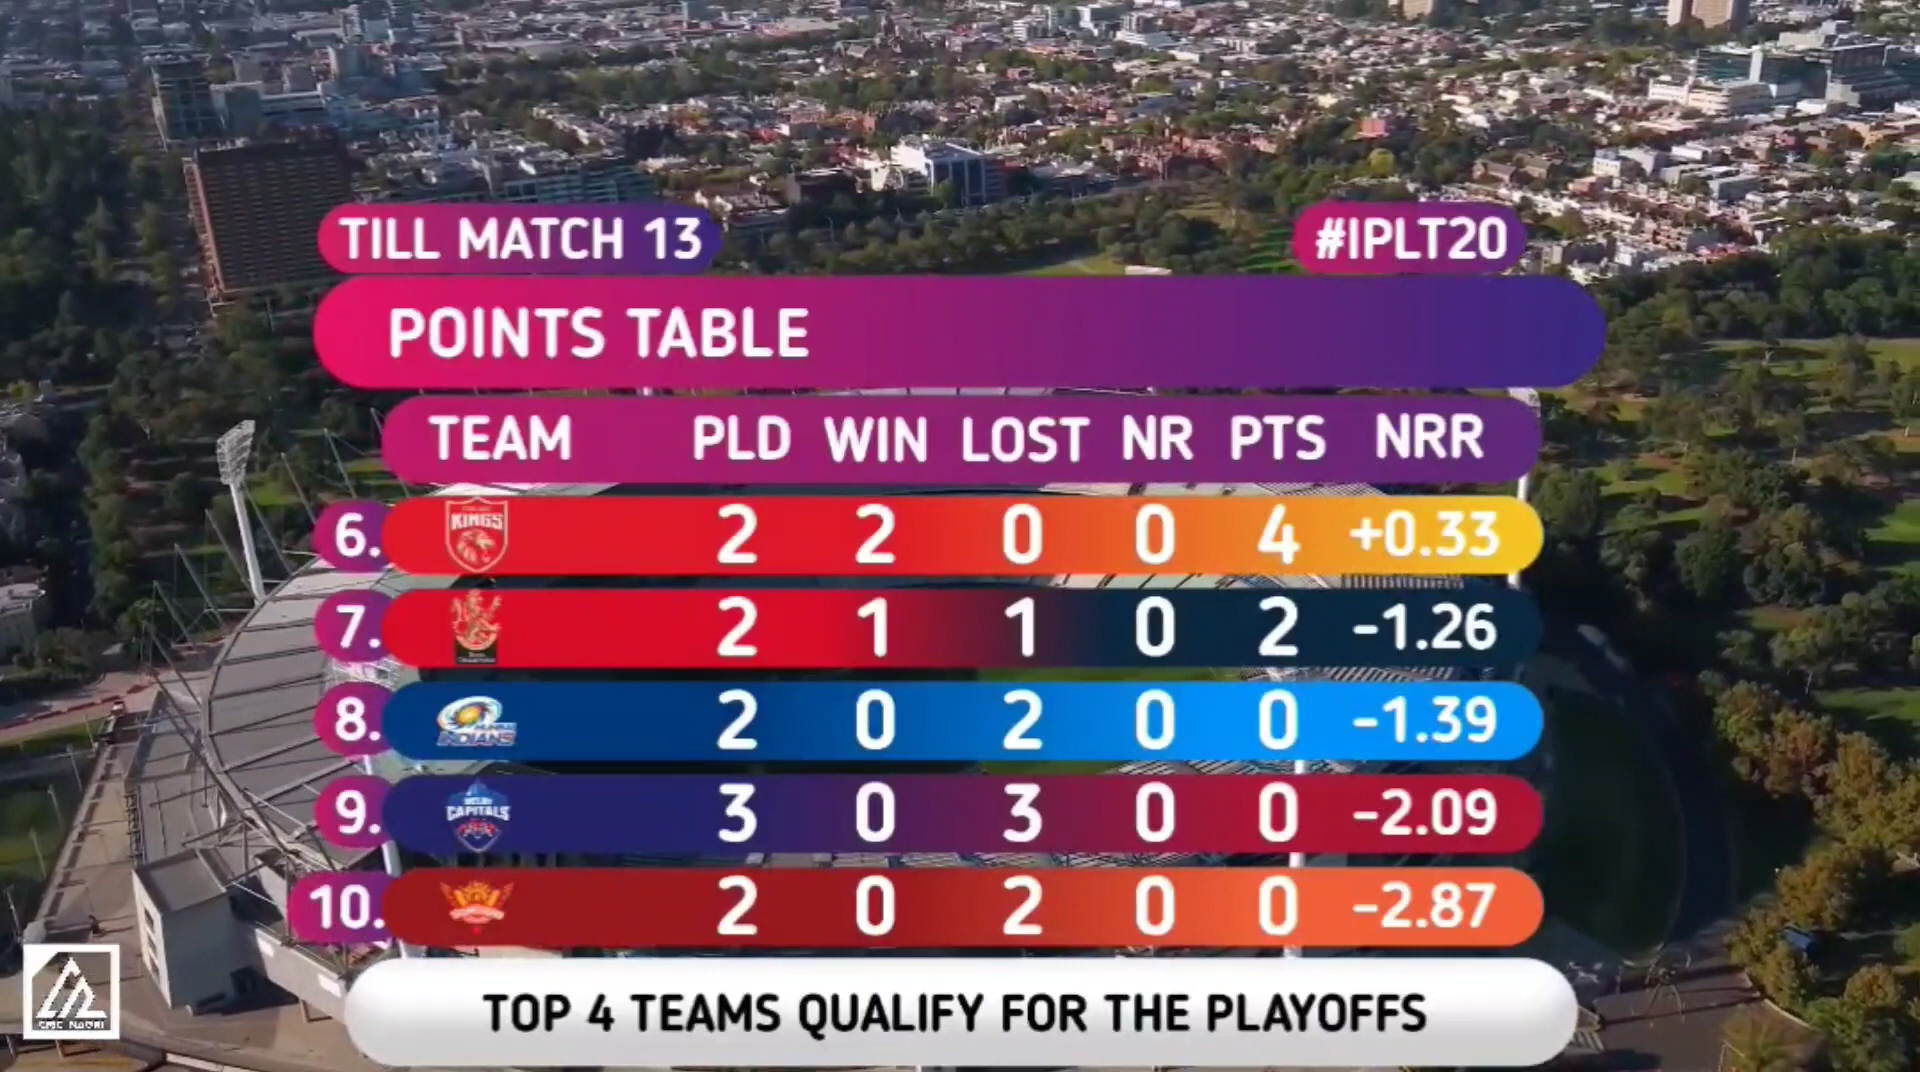 TILL MATCH 13
#IPLT20
POINTS TABLE
TEAM PLD WIN LOST NR PTS NRR
6. KINGS 2 2 0 0 4 +0.33
7. 2 1 1 0 2 -1.26
8. INDIANS 2 0 2 0 0 -1.39
9. CAPITALS 3 0 3 0 0 -2.09
10. 2 0 2 0 0 -2.87
TOP 4 TEAMS QUALIFY FOR THE PLAYOFFS